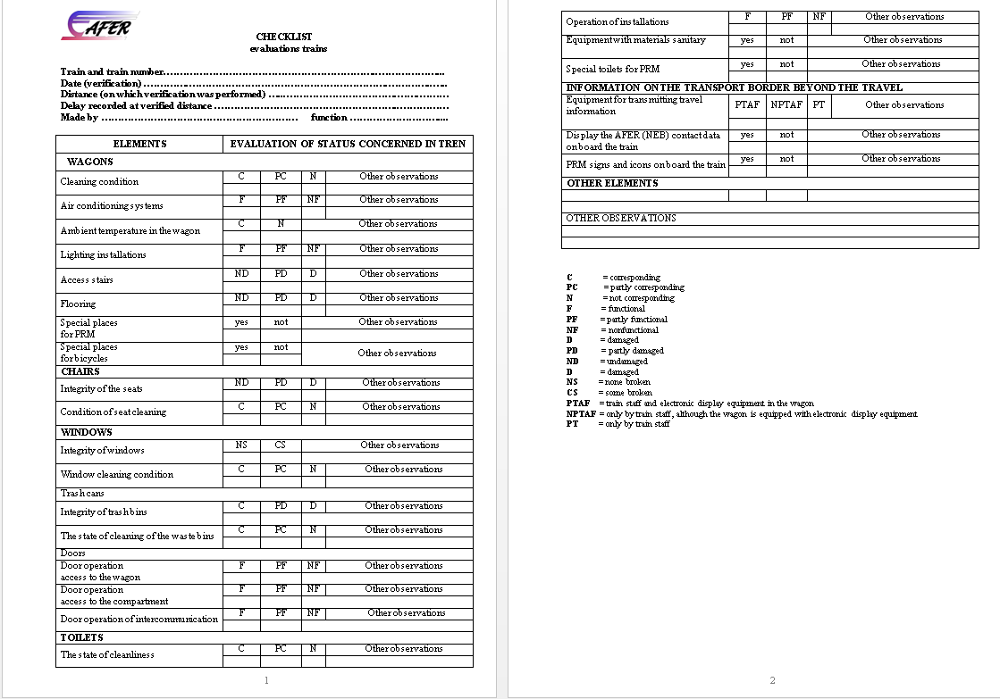 AFER
CHECKLIST
evaluations trains
Train and train number……………………………………………………………………
Date (verification) …………………………………………………………………………
Distance (on which verification was performed) ……………………………………………
Delay recorded at verified distance …………………………………………………………
Made by ……………………………………………… function ………………………
ELEMENTS EVALUATION OF STATUS CONCERNED IN TREN
WAGONS
Cleaning condition C PC N Other observations
Air conditioning systems F PF NF Other observations
Ambient temperature in the wagon C N Other observations
Lighting installations F PF NF Other observations
Access stairs ND PD D Other observations
Flooring ND PD D Other observations
Special places yes not Other observations
for PRM
Special places yes not Other observations
for bicycles
CHAIRS
Integrity of the seats ND PD D Other observations
Condition of seat cleaning C PC N Other observations
WINDOWS
Integrity of windows NS CS Other observations
Window cleaning condition C PC N Other observations
Trash cans
Integrity of trash bins C PD D Other observations
The state of cleaning of the waste bins C PC N Other observations
Doors
Door operation F PF NF Other observations
access to the wagon
Door operation F PF NF Other observations
access to the compartment
Door operation of intercommunication F PF NF Other observations
TOILETS
The state of cleanliness C PC N Other observations
1
Operation of installations F PF NF Other observations
Equipment with materials sanitary yes not Other observations
Special toilets for PRM yes not Other observations
INFORMATION ON THE TRANSPORT BORDER BEYOND THE TRAVEL
Equipment for transmitting travel PTAF NPTAF PT Other observations
information
Display the AFER (NEB) contact data yes not Other observations
on board the train
PRM signs and icons on board the train yes not Other observations
OTHER ELEMENTS
OTHER OBSERVATIONS
C = corresponding
PC = partly corresponding
N = not corresponding
F = functional
PF = partly functional
NF = nonfunctional
D = damaged
PD = partly damaged
ND = undamaged
D = damaged
NS = none broken
CS = some broken
PTAF = train staff and electronic display equipment in the wagon
NPTAF = only by train staff, although the wagon is equipped with electronic display equipment
PT = only by train staff
2